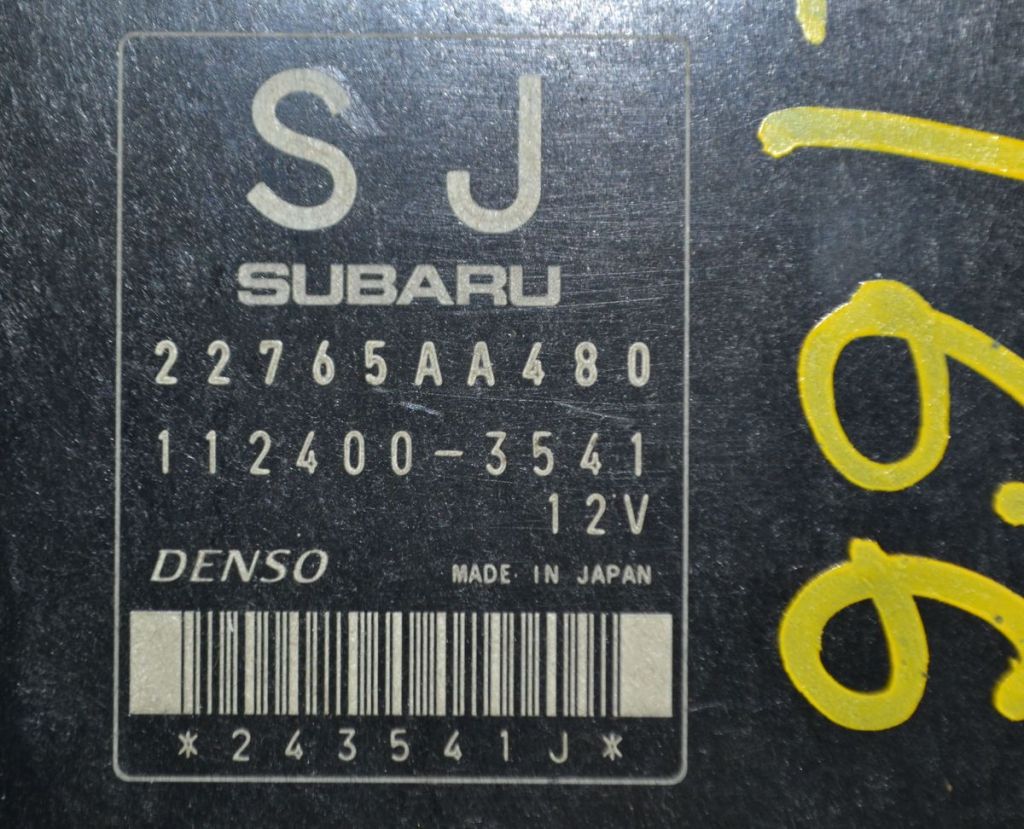 S J
SUBARU
22765AA480
112400-3541
12V
DENSO MADE IN JAPAN
*243541J*